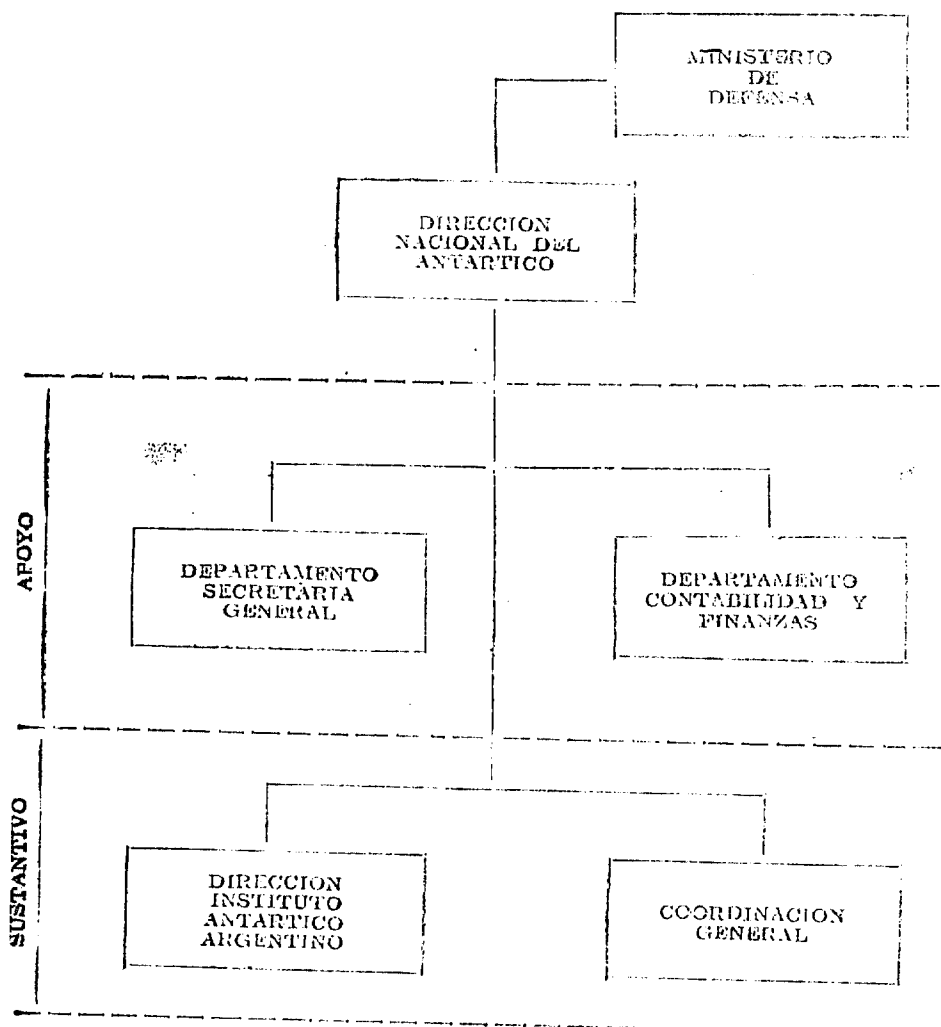 MINISTERIO
DE
DEFENSA
DIRECCION
NACIONAL DEL
ANTARTICO
APOYO
DEPARTAMENTO
SECRETARIA
GENERAL
DEPARTAMENTO
CONTABILIDAD Y
FINANZAS
SUSTANTIVO
DIRECCION
INSTITUTO
ANTARTICO
ARGENTINO
COORDINACION
GENERAL